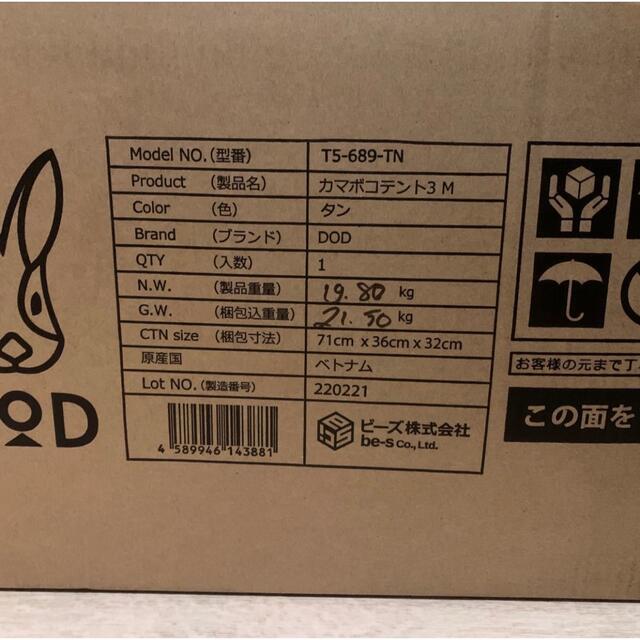 Model NO.(型番) T5-689-TN
Product (製品名) カマボコテント3 M
Color (色) タン
Brand (ブランド) DOD
QTY (入数) 1
N.W. (製品重量) 19.80 kg
G.W. (梱包込重量) 21.50 kg
CTN size (梱包寸法) 71cm x 36cm x 32cm
原産国 ベトナム
Lot NO. (製造番号) 220221
4 589946 143881
ビーズ株式会社
be-s Co., Ltd.
OD
お客様の元まで丁
この面を